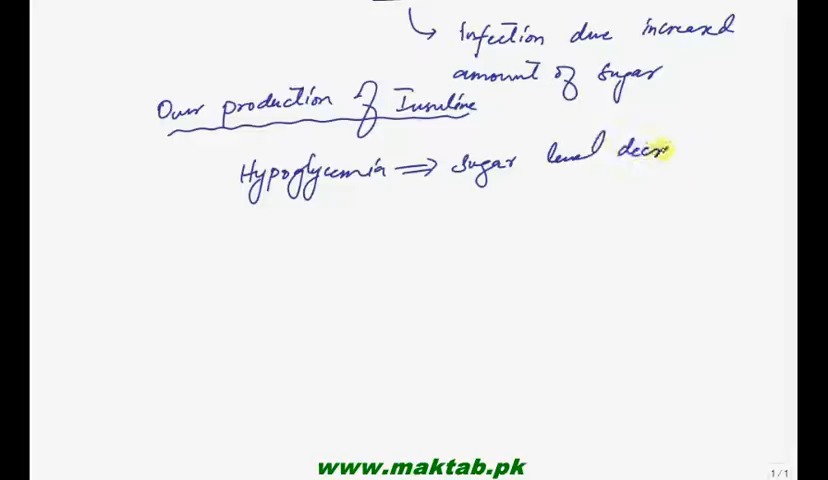 Infection due increased
amount of sugar
Over production of Insuline
Hypoglycemia ⇒ Sugar level decr
www.maktab.pk
1/1